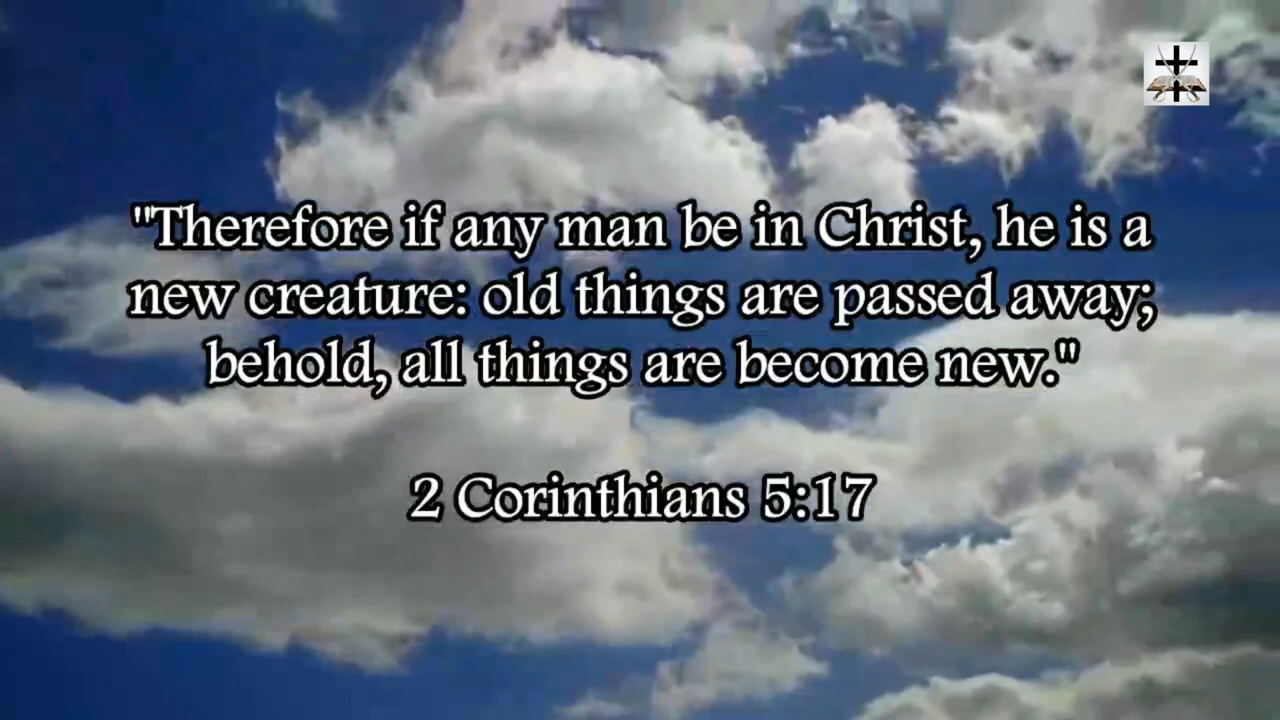 "Therefore if any man be in Christ, he is a
new creature: old things are passed away;
behold, all things are become new."
2 Corinthians 5:17